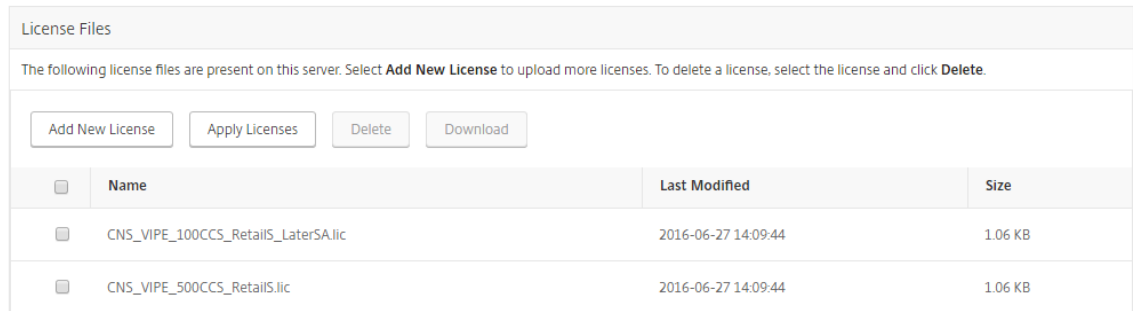 License Files
The following license files are present on this server. Select Add New License to upload more licenses. To delete a license, select the license and click Delete.
Add New License Apply Licenses Delete Download
Name Last Modified Size
CNS_VIPE_100CCS_RetailS_LaterSA.lic 2016-06-27 14:09:44 1.06 KB
CNS_VIPE_500CCS_RetailS.lic 2016-06-27 14:09:44 1.06 KB